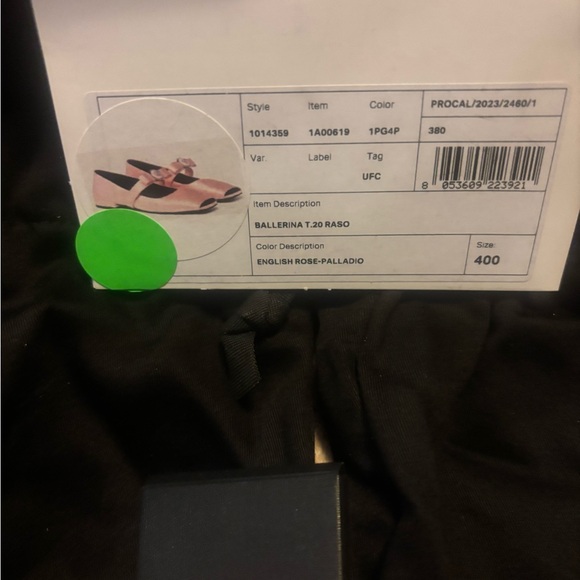 Style Item Color PROCAL/2023/2460/1
1014359 1A00619 1PG4P 380
Var. Label Tag
UFC
8 053609 223921
Item Description
BALLERINA T.20 RASO
Color Description Size:
ENGLISH ROSE-PALLADIO 400